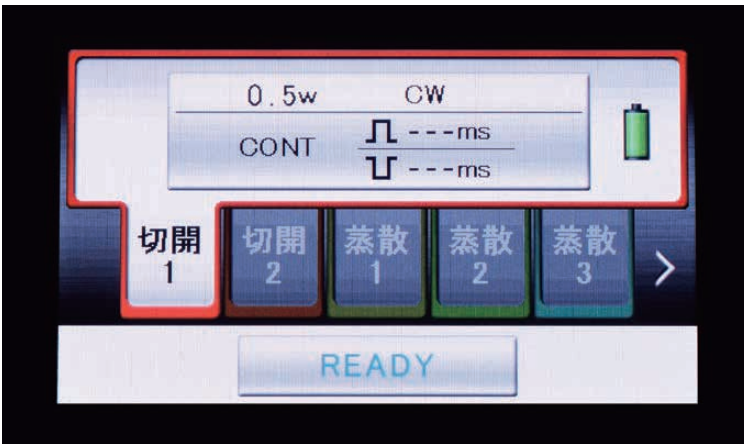 0.5w CW
CONT ---ms
---ms
切開 1
切開 2
蒸散 1
蒸散 2
蒸散 3
READY